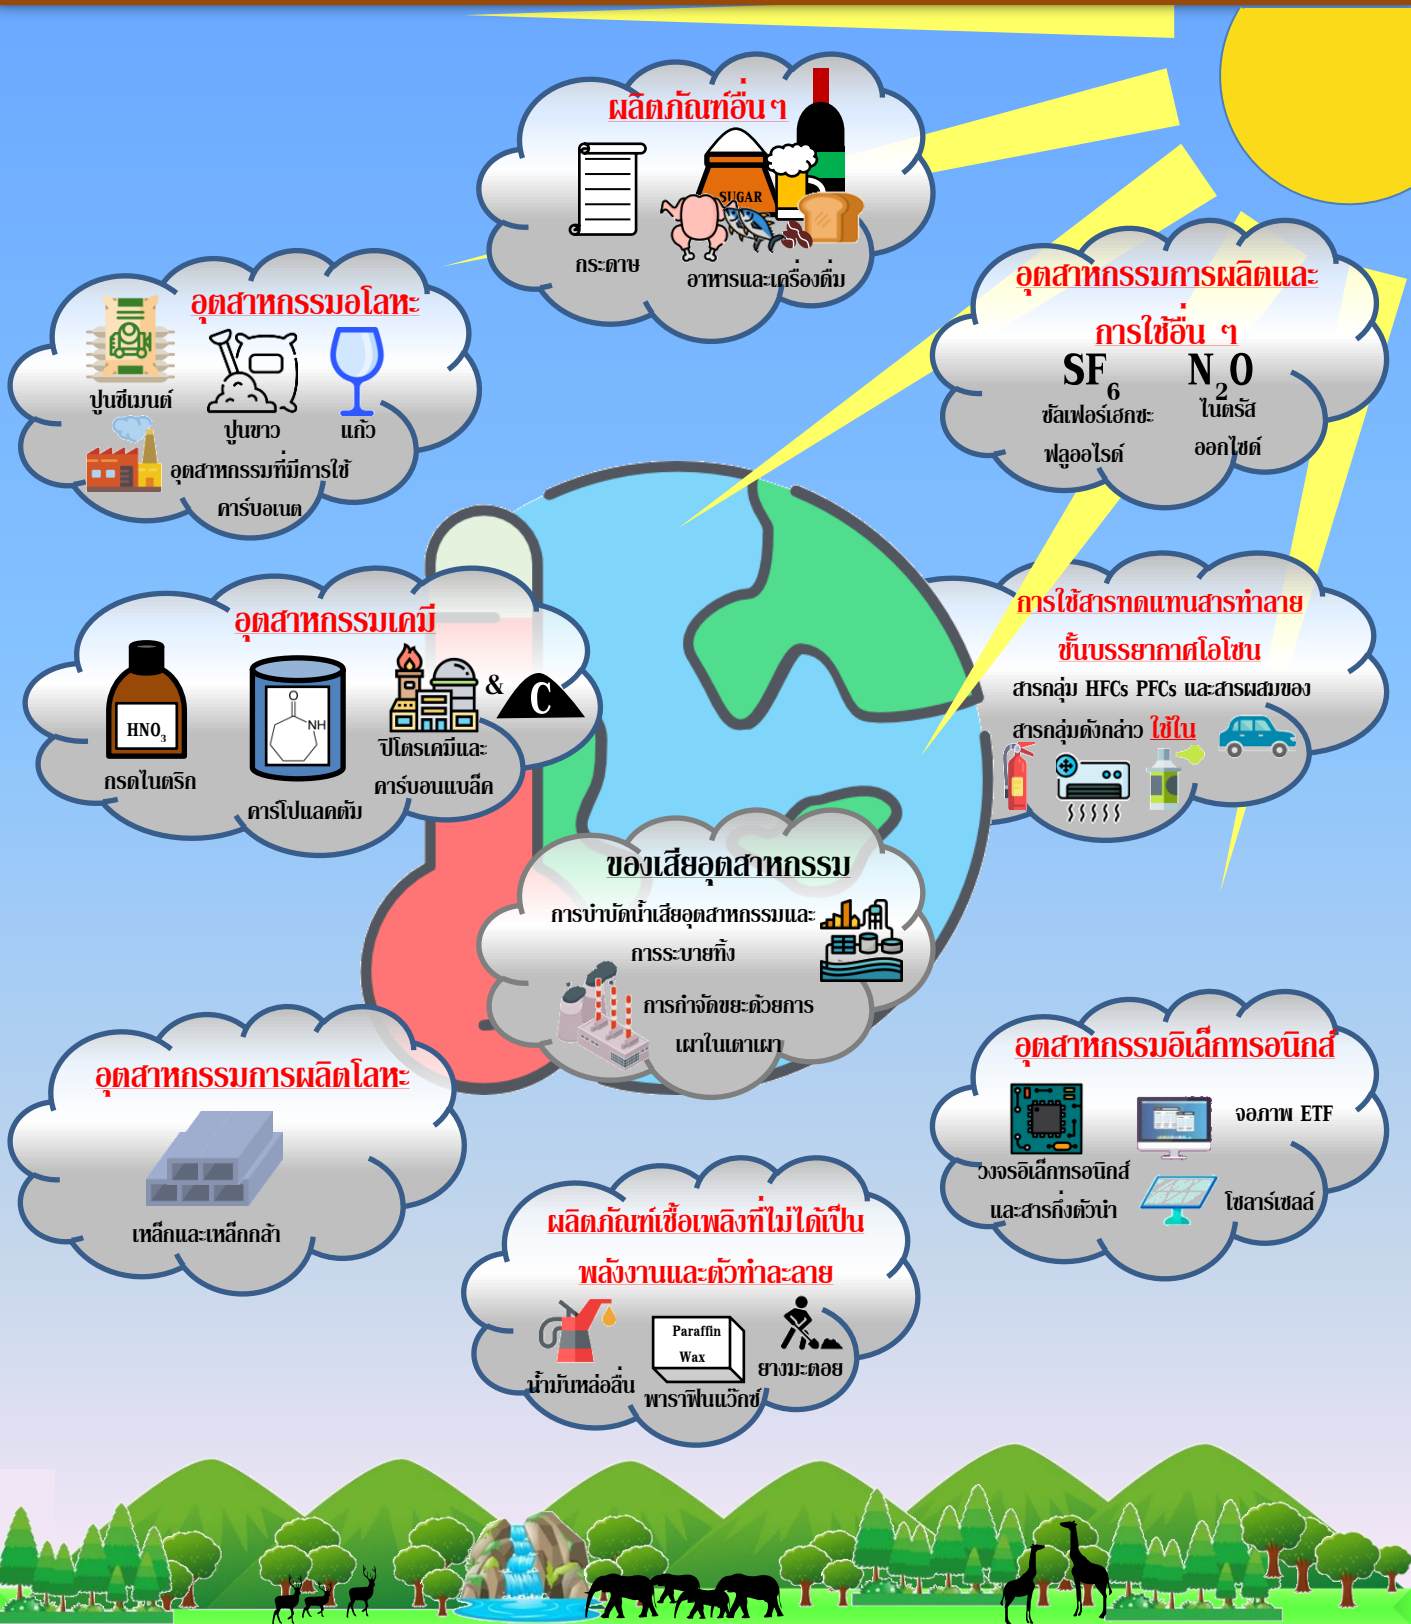 ผลิตภัณฑ์อื่นๆ
SUGAR
กระดาษ
อาหารและเครื่องดื่ม
อุตสาหกรรมอโลหะ
ปูนซีเมนต์
ปูนขาว
แก้ว
อุตสาหกรรมที่มีการใช้
คาร์บอเนต
อุตสาหกรรมการผลิตและ
การใช้อื่น ๆ
SF6
N2O
ซัลเฟอร์เฮกซะ
ฟลูออไรด์
ไนตรัส
ออกไซด์
อุตสาหกรรมเคมี
HNO3
กรดไนตริก
O
NH
คาร์โปแลคตัม
& C
ปิโตรเคมีและ
คาร์บอนแบล็ค
การใช้สารทดแทนสารทำลาย
ชั้นบรรยากาศโอโซน
สารกลุ่ม HFCs PFCs และสารผสมของ
สารกลุ่มดังกล่าว ใช้ใน
ของเสียอุตสาหกรรม
การบำบัดน้ำเสียอุตสาหกรรมและ
การระบายทิ้ง
การกำจัดขยะด้วยการ
เผาในเตาเผา
อุตสาหกรรมการผลิตโลหะ
เหล็กและเหล็กกล้า
อุตสาหกรรมอิเล็กทรอนิกส์
จอภาพ ETF
วงจรอิเล็กทรอนิกส์
และสารกึ่งตัวนำ
โซลาร์เซลล์
ผลิตภัณฑ์เชื้อเพลิงที่ไม่ได้เป็น
พลังงานและตัวทำละลาย
Paraffin
Wax
น้ำมันหล่อลื่น
พาราฟินแว๊กซ์
ยางมะตอย